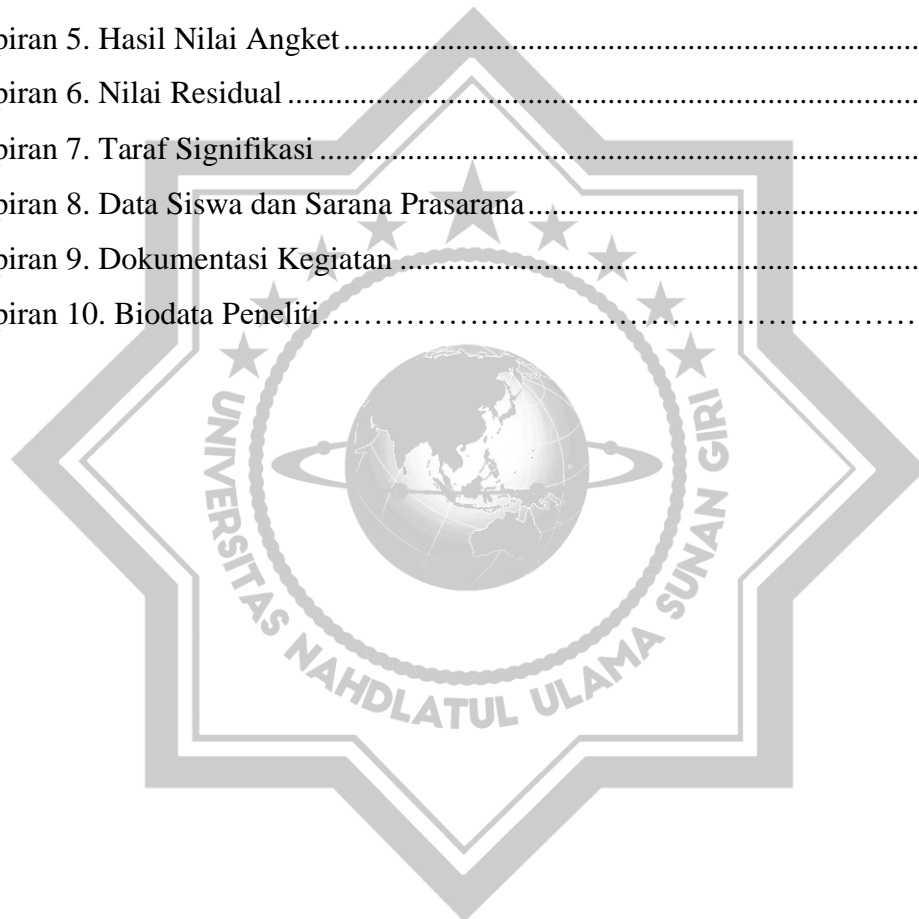 piran 5. Hasil Nilai Angket........................................................................
piran 6. Nilai Residual...............................................................................
piran 7. Taraf Signifikasi...........................................................................
piran 8. Data Siswa dan Sarana Prasarana.................................................
piran 9. Dokumentasi Kegiatan.................................................................
piran 10. Biodata Peneliti……………………………………………………
UNIVERSITAS NAHDLATUL ULAMA SUNAN GIRI